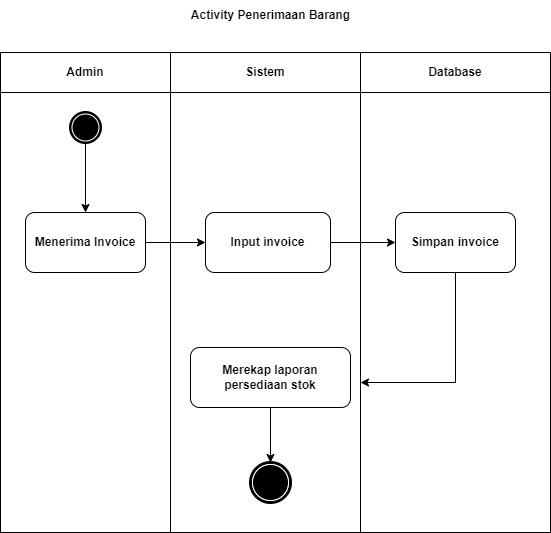 Activity Penerimaan Barang
Admin
Sistem
Database
Menerima Invoice
Input invoice
Simpan invoice
Merekap laporan
persediaan stok